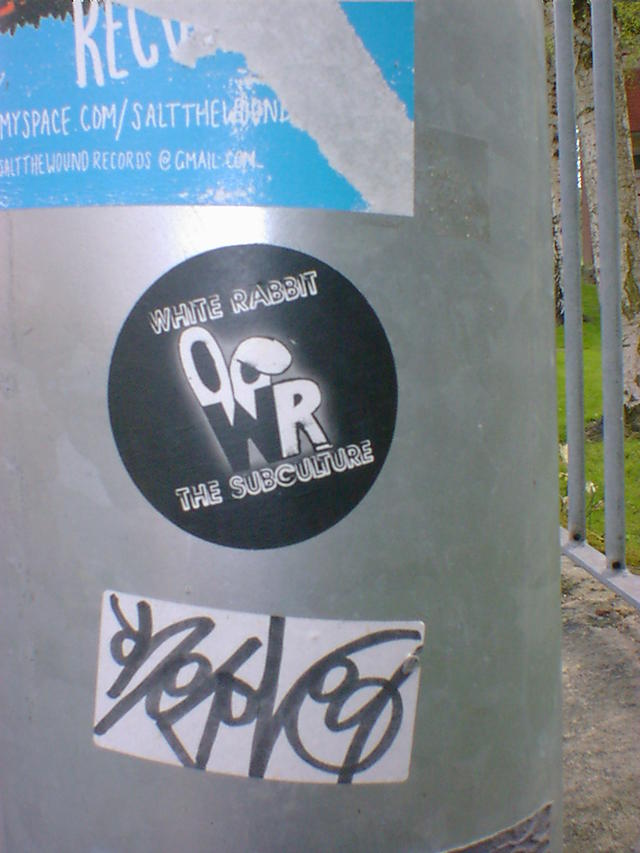 MYSPACE.COM/SALTTHEWOUND
SALTTHEWOUNDRECORDS@GMAIL.COM
WHITE RABBIT
WR
THE SUBCULTURE